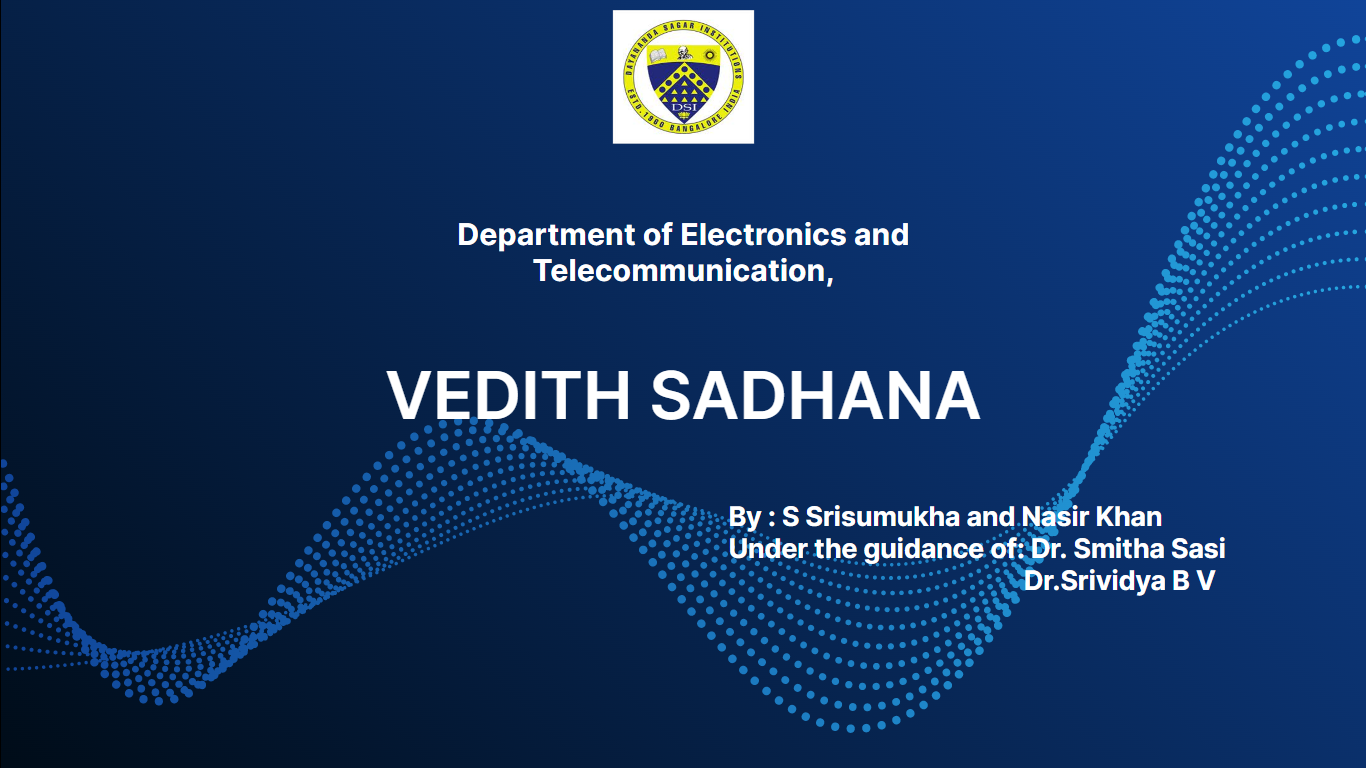 DAYANANDA SAGAR INSTITUTIONS
ESTD. 1960 BANGALORE INDIA
DSI
Department of Electronics and
Telecommunication,
VEDITH SADHANA
By : S Srisumukha and Nasir Khan
Under the guidance of: Dr. Smitha Sasi
Dr.Srividya B V